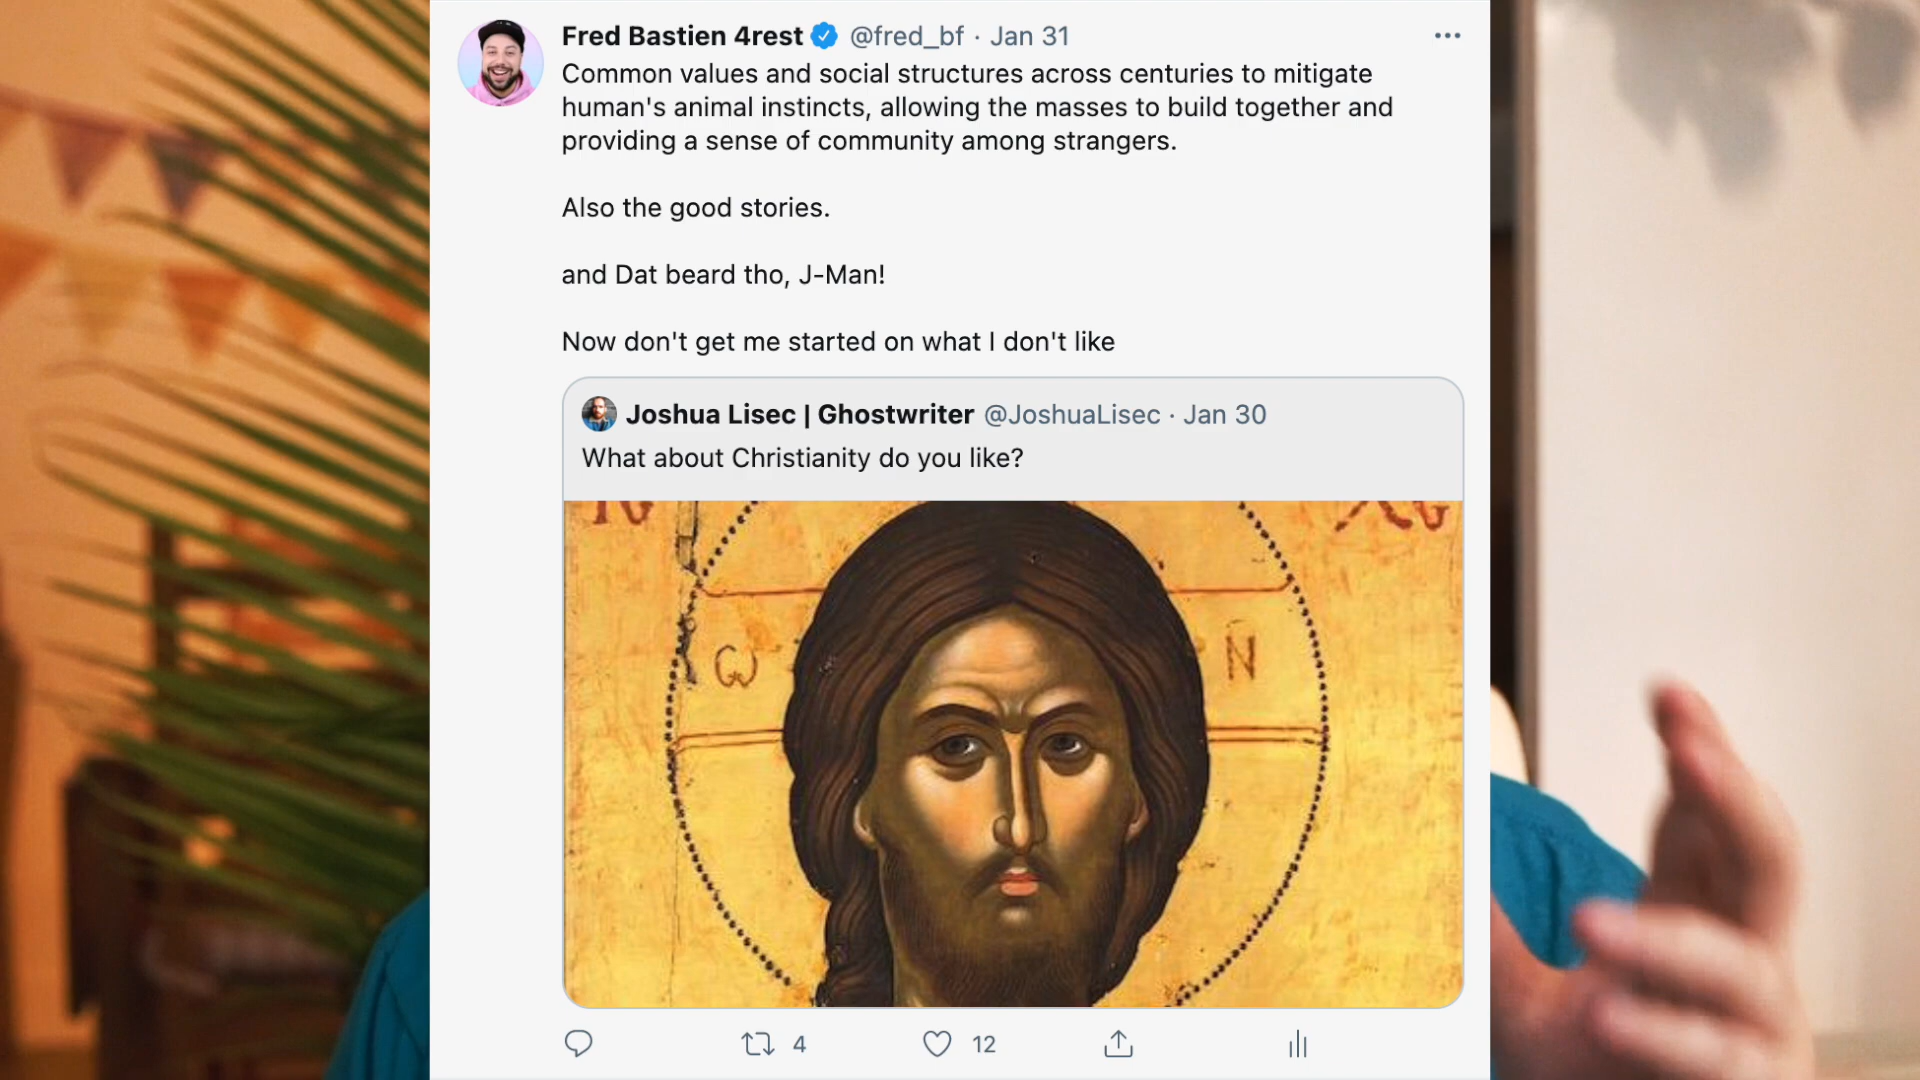 Fred Bastien 4rest @fred_bf · Jan 31
Common values and social structures across centuries to mitigate
human's animal instincts, allowing the masses to build together and
providing a sense of community among strangers.
Also the good stories.
and Dat beard tho, J-Man!
Now don't get me started on what I don't like
Joshua Lisec | Ghostwriter @JoshuaLisec · Jan 30
What about Christianity do you like?
ω
N
4
12